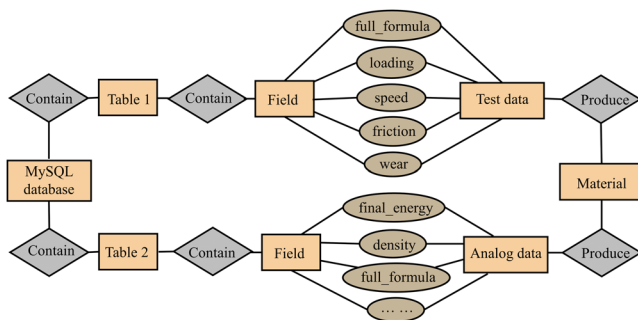 full_formula
loading
Contain
Table 1
Contain
Field
speed
Test data
Produce
friction
wear
MySQL
database
Material
final_energy
Contain
Table 2
Contain
Field
density
Analog data
Produce
full_formula
... ...